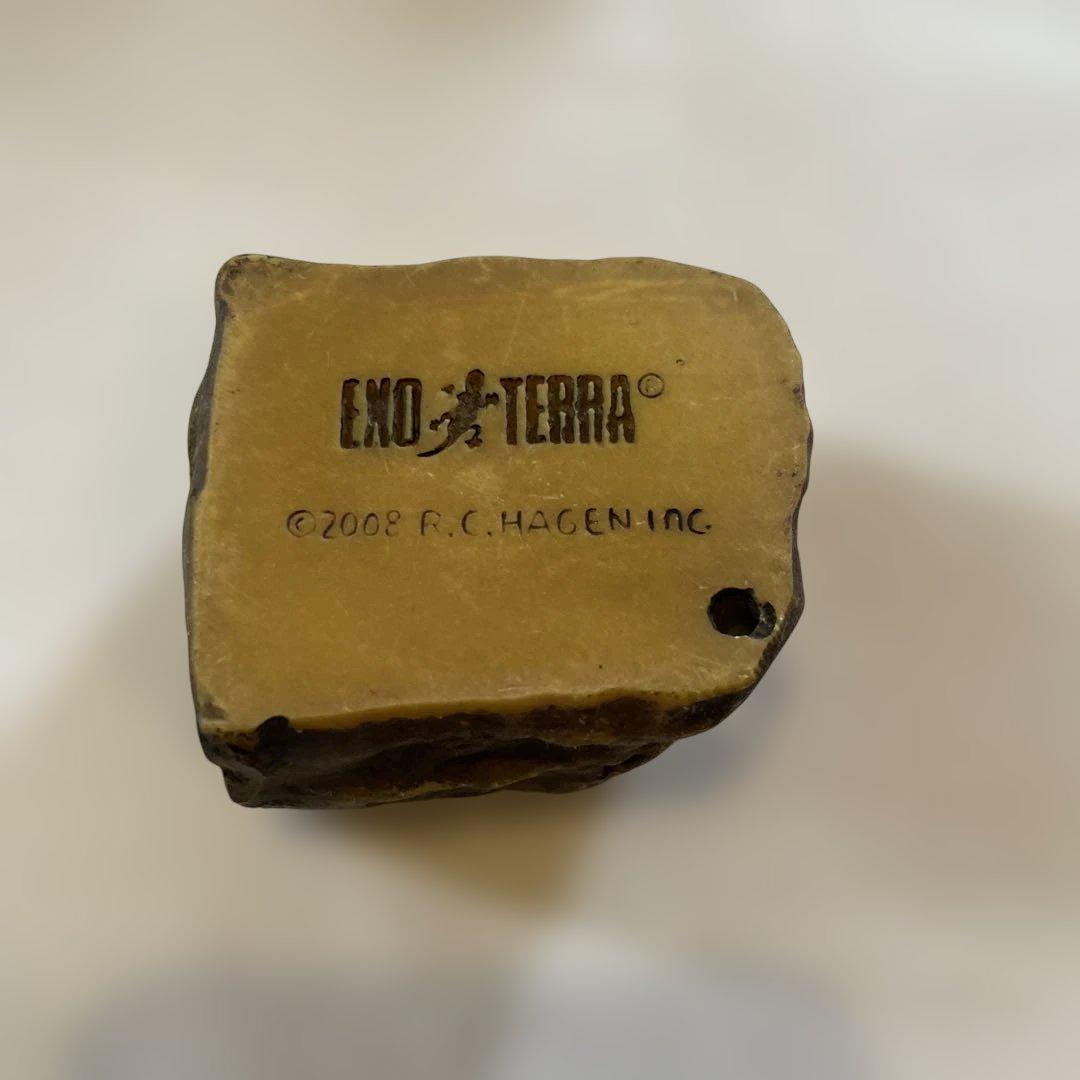 EXO TERRA®
©2008 R.C.HAGEN INC.